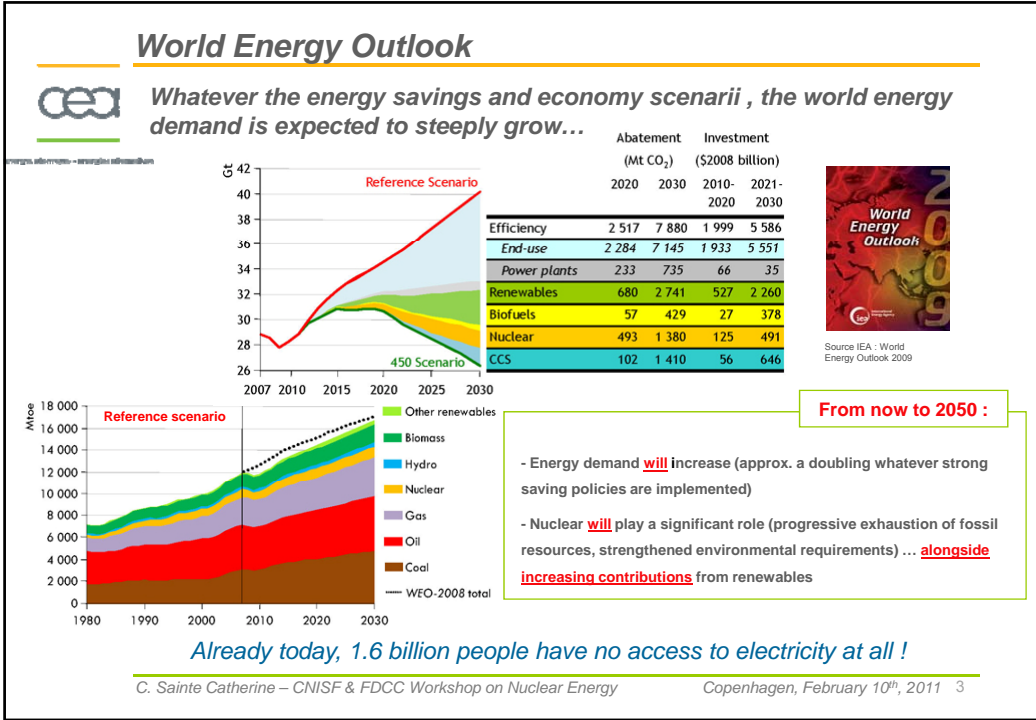 World Energy Outlook
cea
Whatever the energy savings and economy scenarii , the world energy
demand is expected to steeply grow…
Gt
42
40
38
36
34
32
30
28
26
2007 2010 2015 2020 2025 2030
Reference Scenario
450 Scenario
Abatement Investment
(Mt CO₂) ($2008 billion)
2020 2030 2010- 2021-
2020 2030
Efficiency 2 517 7 880 1 999 5 586
End-use 2 284 7 145 1 933 5 551
Power plants 233 735 66 35
Renewables 680 2 741 527 2 260
Biofuels 57 429 27 378
Nuclear 493 1 380 125 491
CCS 102 1 410 56 646
World
Energy
Outlook
2009
iea
International
Energy Agency
Source IEA : World
Energy Outlook 2009
Mtoe
18 000
16 000
14 000
12 000
10 000
8 000
6 000
4 000
2 000
0
1980 1990 2000 2010 2020 2030
Reference scenario
Other renewables
Biomass
Hydro
Nuclear
Gas
Oil
Coal
WEO-2008 total
From now to 2050 :
- Energy demand will increase (approx. a doubling whatever strong
saving policies are implemented)
- Nuclear will play a significant role (progressive exhaustion of fossil
resources, strengthened environmental requirements) … alongside
increasing contributions from renewables
Already today, 1.6 billion people have no access to electricity at all !
C. Sainte Catherine – CNISF & FDCC Workshop on Nuclear Energy Copenhagen, February 10th, 2011 3